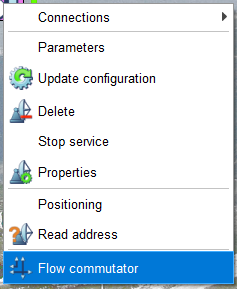 Connections
Parameters
Update configuration
Delete
Stop service
Properties
Positioning
Read address
Flow commutator